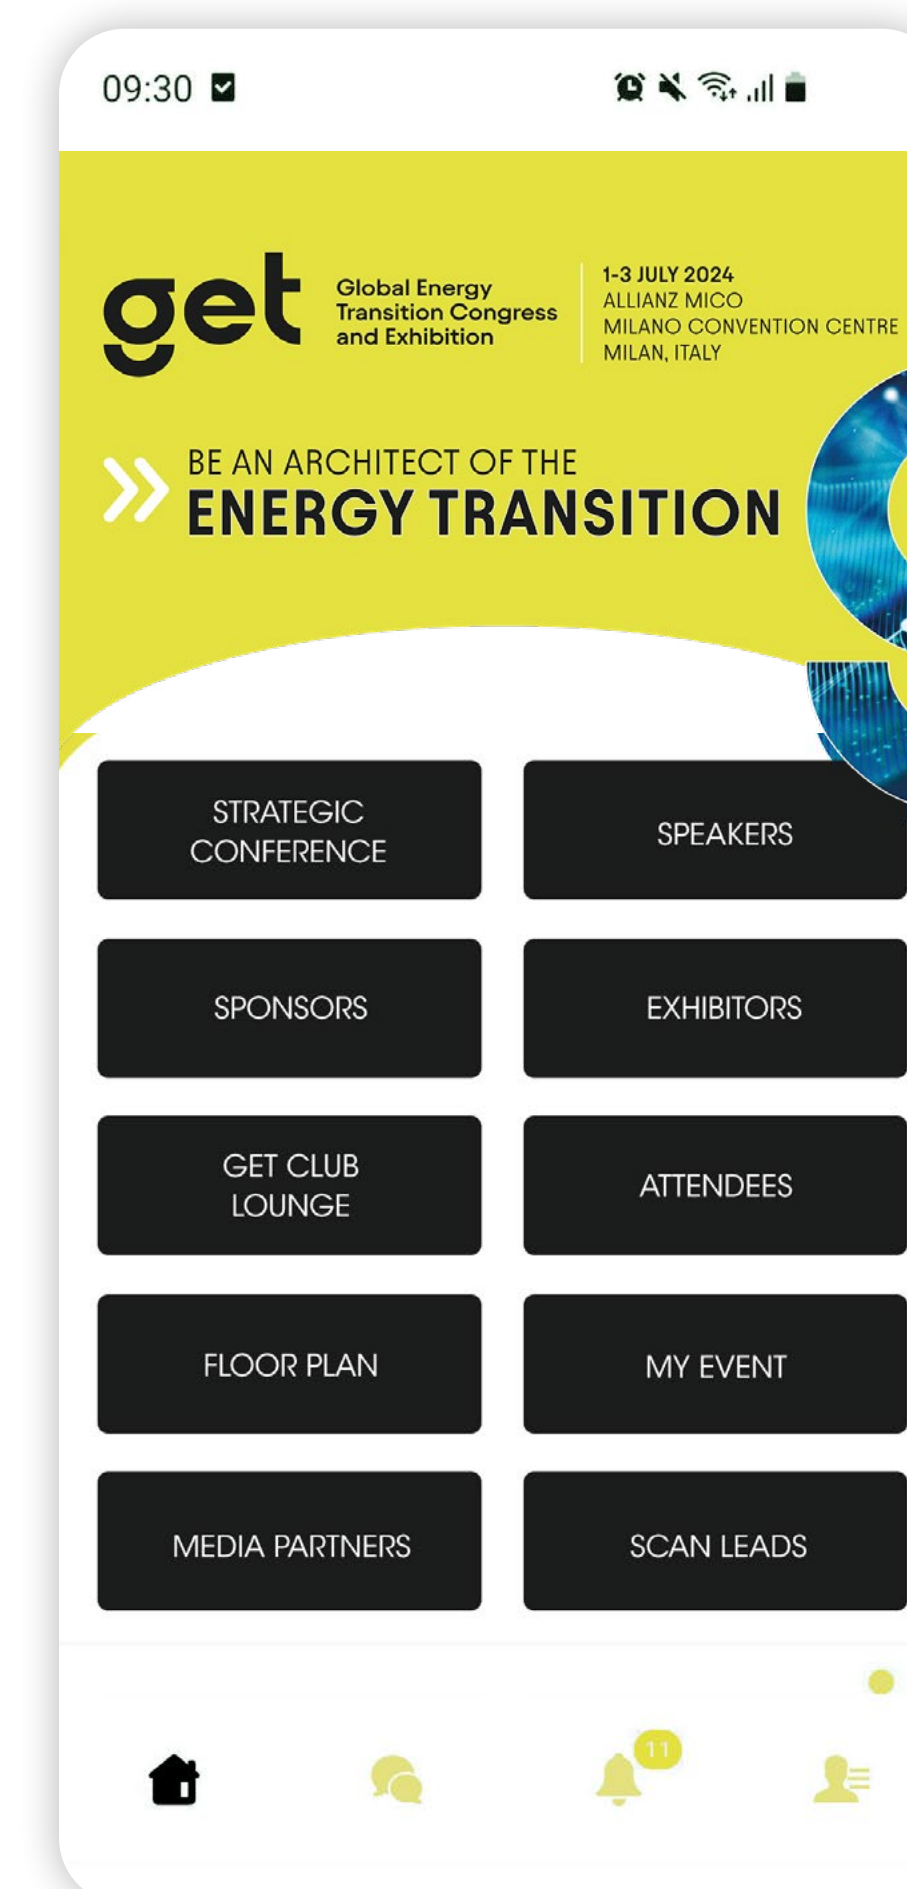 09:30
get
Global Energy
Transition Congress
and Exhibition
1-3 JULY 2024
ALLIANZ MICO
MILANO CONVENTION CENTRE
MILAN, ITALY
BE AN ARCHITECT OF THE
ENERGY TRANSITION
STRATEGIC
CONFERENCE
SPEAKERS
SPONSORS
EXHIBITORS
GET CLUB
LOUNGE
ATTENDEES
FLOOR PLAN
MY EVENT
MEDIA PARTNERS
SCAN LEADS
11